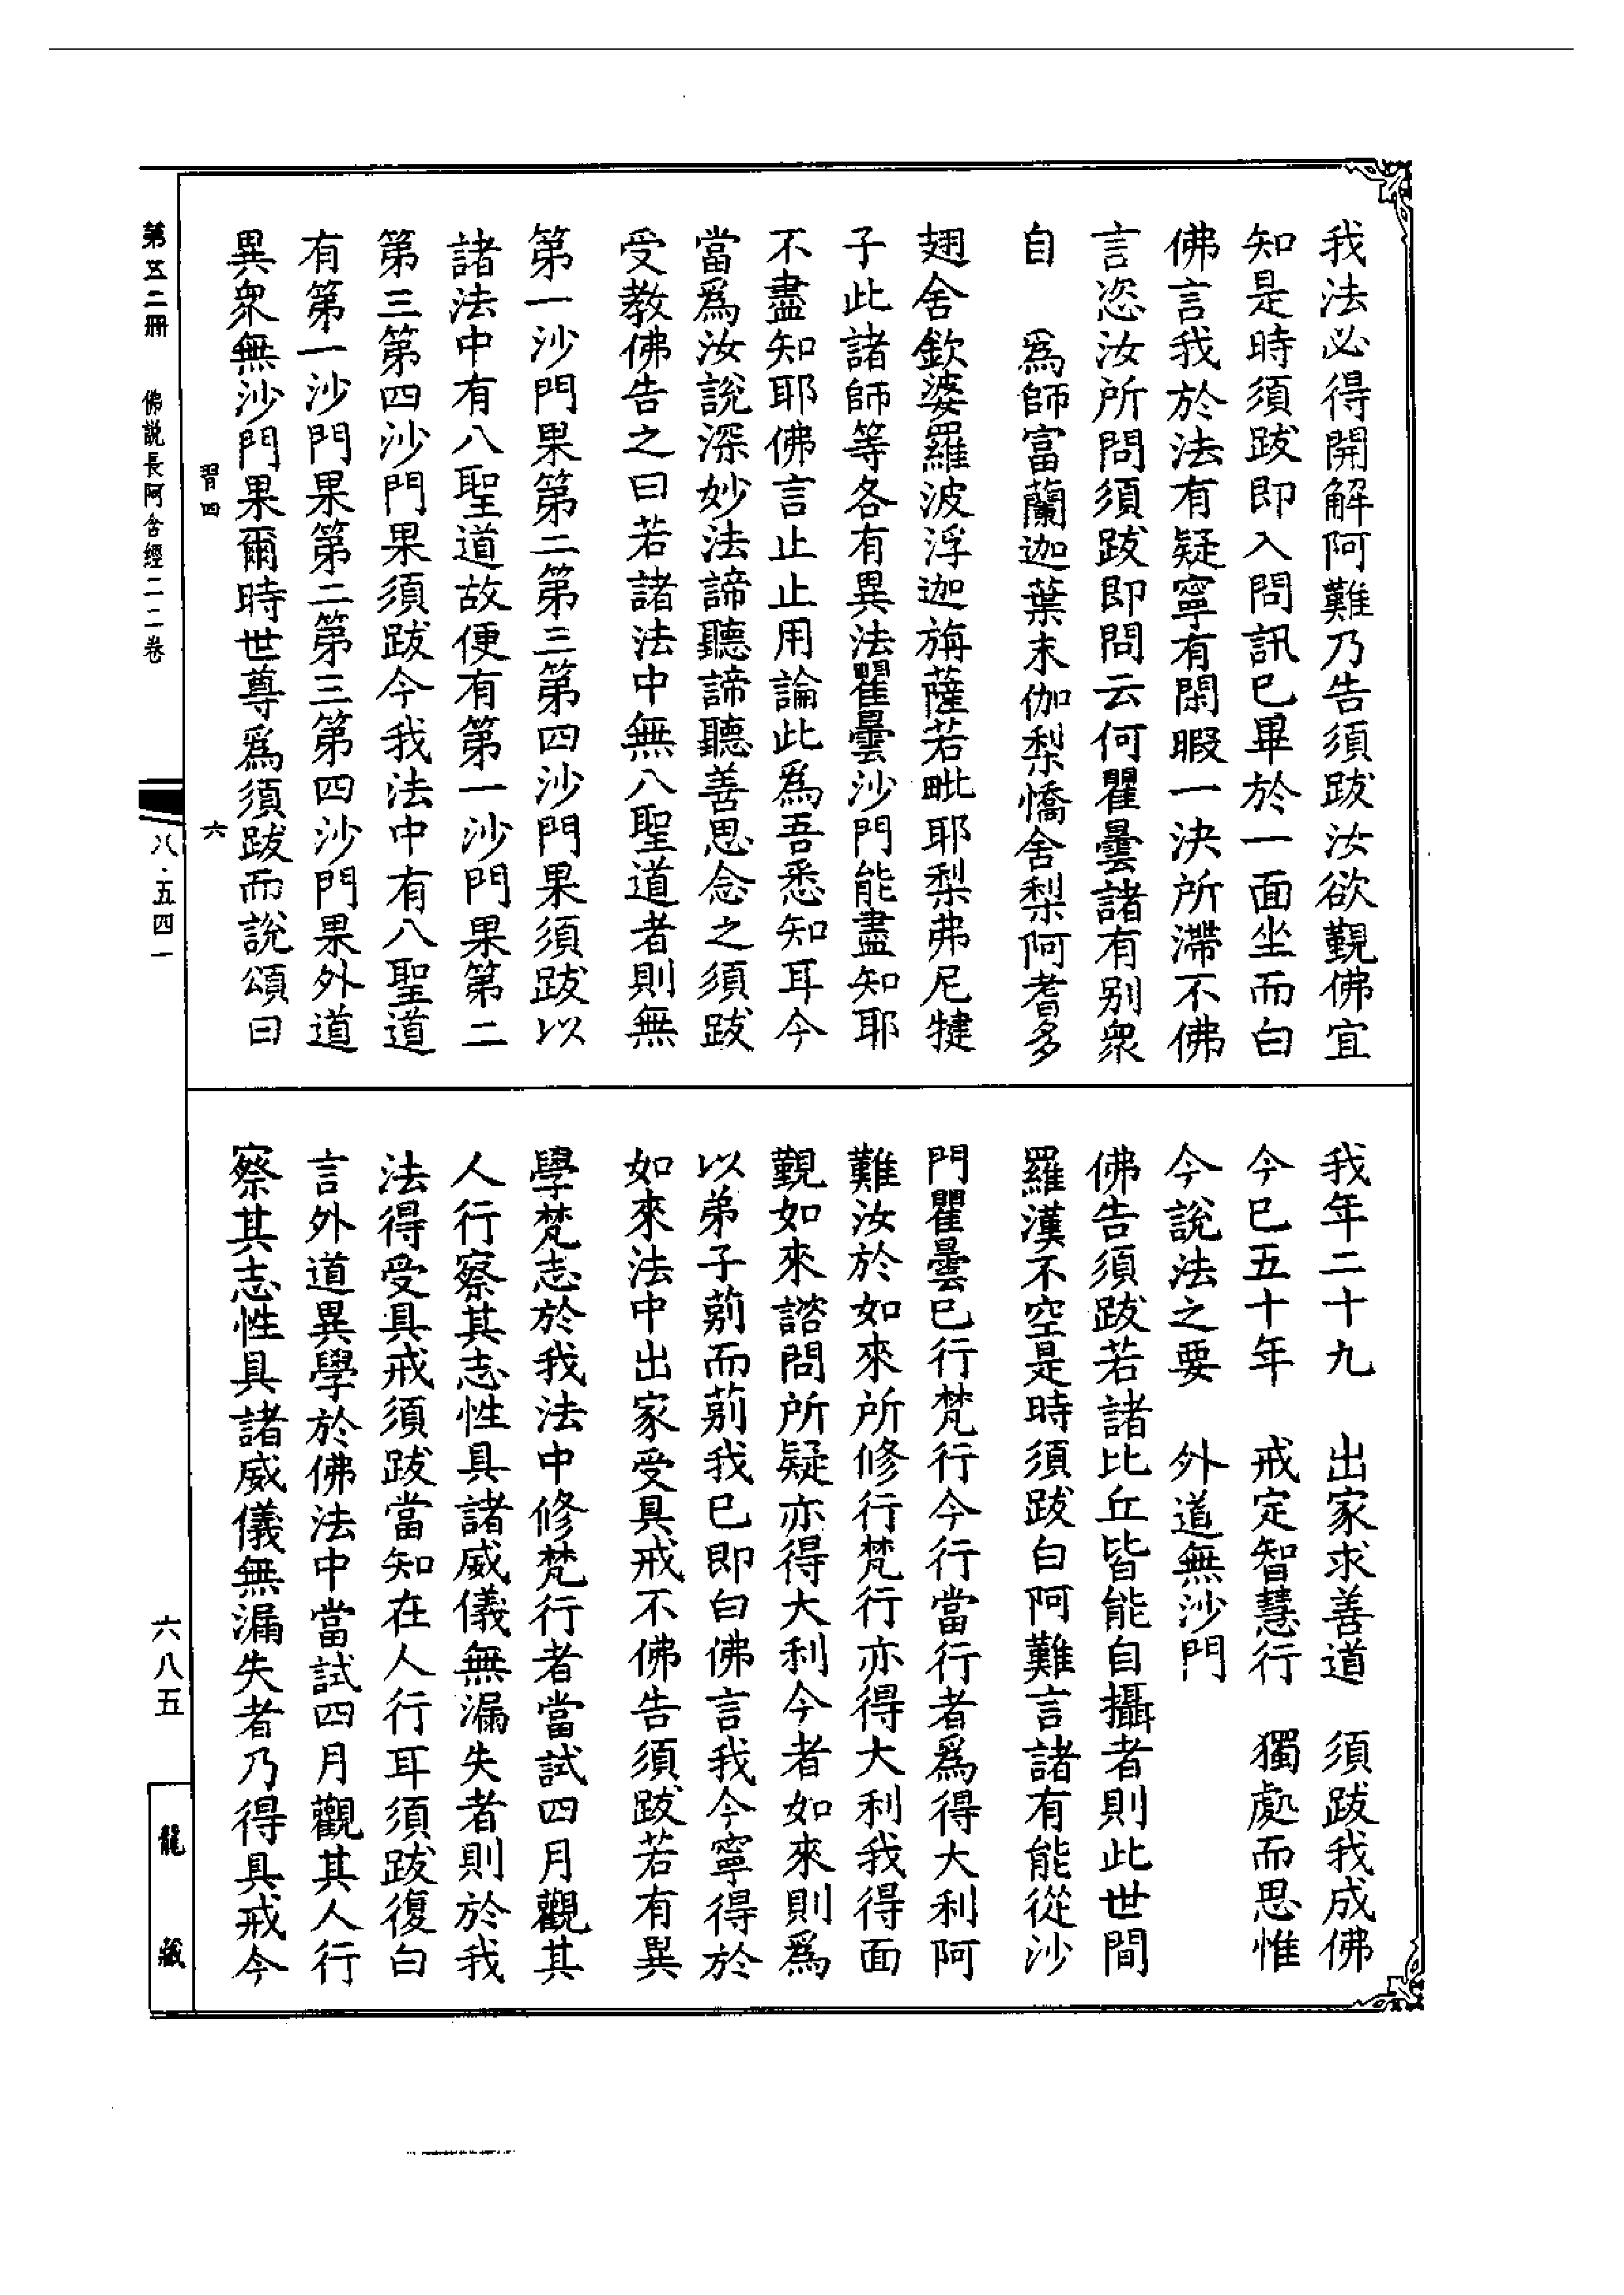 我法必得開解阿難乃告須跋汝欲覲佛宜
知是時須跋即入問訊已畢於一面坐而白
佛言我於法有疑寧有閑暇一決所滯不佛
言恣汝所問須跋即問云何瞿曇諸有别衆
自　爲師富蘭迦葉末伽梨憍舍梨阿耆多
翅舍欽婆羅波浮迦旃薩若毗耶梨弗尼犍
子此諸師等各有異法瞿曇沙門能盡知耶
不盡知耶佛言止止用論此爲吾悉知耳今
當爲汝說深妙法諦聽諦聽善思念之須跋
受教佛告之曰若諸法中無八聖道者則無
第一沙門果第二第三第四沙門果須跋以
諸法中有八聖道故便有第一沙門果第二
第三第四沙門果須跋今我法中有八聖道
有第一沙門果第二第三第四沙門果外道
異衆無沙門果爾時世尊爲須跋而說頌曰
我年二十九　出家求善道　須跋我成佛
今已五十年　戒定智慧行　獨處而思惟
今說法之要　外道無沙門
佛告須跋若諸比丘皆能自攝者則此世間
羅漢不空是時須跋白阿難言諸有能從沙
門瞿曇已行梵行今行當行者爲得大利阿
難汝於如來所修行梵行亦得大利我得面
覲如來諮問所疑亦得大利今者如來則爲
以弟子莂而莂我已即白佛言我今寧得於
如來法中出家受具戒不佛告須跋若有異
學梵志於我法中修梵行者當試四月觀其
人行察其志性具諸威儀無漏失者則於我
法得受具戒須跋當知在人行耳須跋復白
言外道異學於佛法中當試四月觀其人行
察其志性具諸威儀無漏失者乃得具戒今
習四　六
第五二冊　佛說長阿含經二二卷　八·五四一
六八五
龍藏